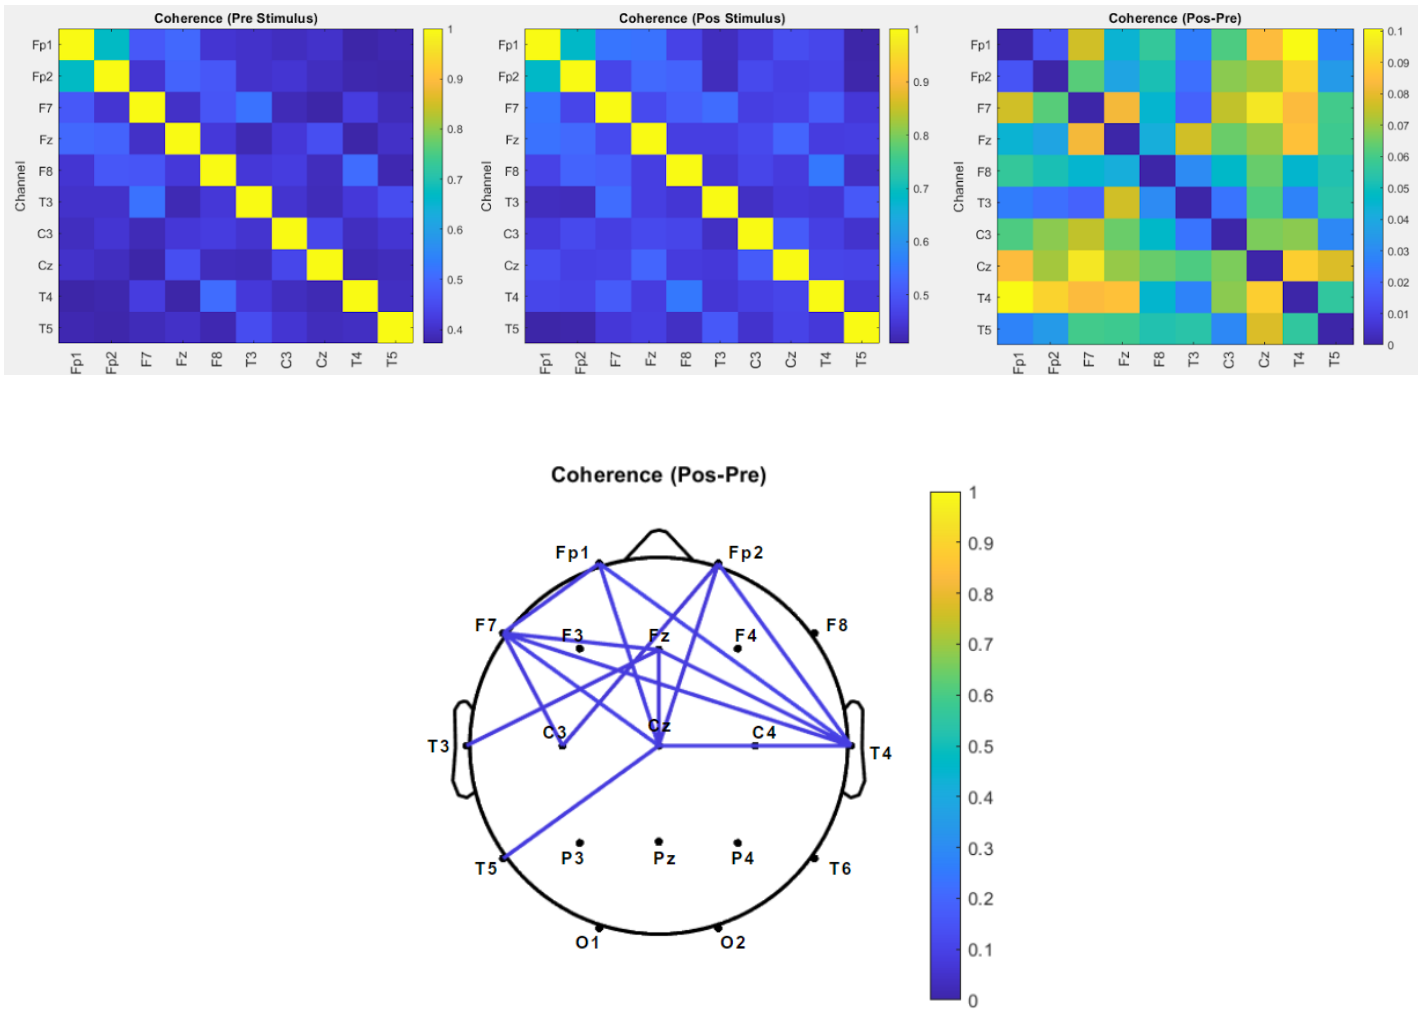 Coherence (Pre Stimulus)
Channel
Fp1
Fp2
F7
Fz
F8
T3
C3
Cz
T4
T5
Fp1 Fp2 F7 Fz F8 T3 C3 Cz T4 T5
1
0.9
0.8
0.7
0.6
0.5
0.4
Coherence (Pos Stimulus)
Channel
Fp1
Fp2
F7
Fz
F8
T3
C3
Cz
T4
T5
Fp1 Fp2 F7 Fz F8 T3 C3 Cz T4 T5
1
0.9
0.8
0.7
0.6
0.5
Coherence (Pos-Pre)
Channel
Fp1
Fp2
F7
Fz
F8
T3
C3
Cz
T4
T5
Fp1 Fp2 F7 Fz F8 T3 C3 Cz T4 T5
0.1
0.09
0.08
0.07
0.06
0.05
0.04
0.03
0.02
0.01
0
Coherence (Pos-Pre)
Fp1 Fp2
F7 F3 Fz F4 F8
T3 C3 Cz C4 T4
T5 P3 Pz P4 T6
O1 O2
1
0.9
0.8
0.7
0.6
0.5
0.4
0.3
0.2
0.1
0